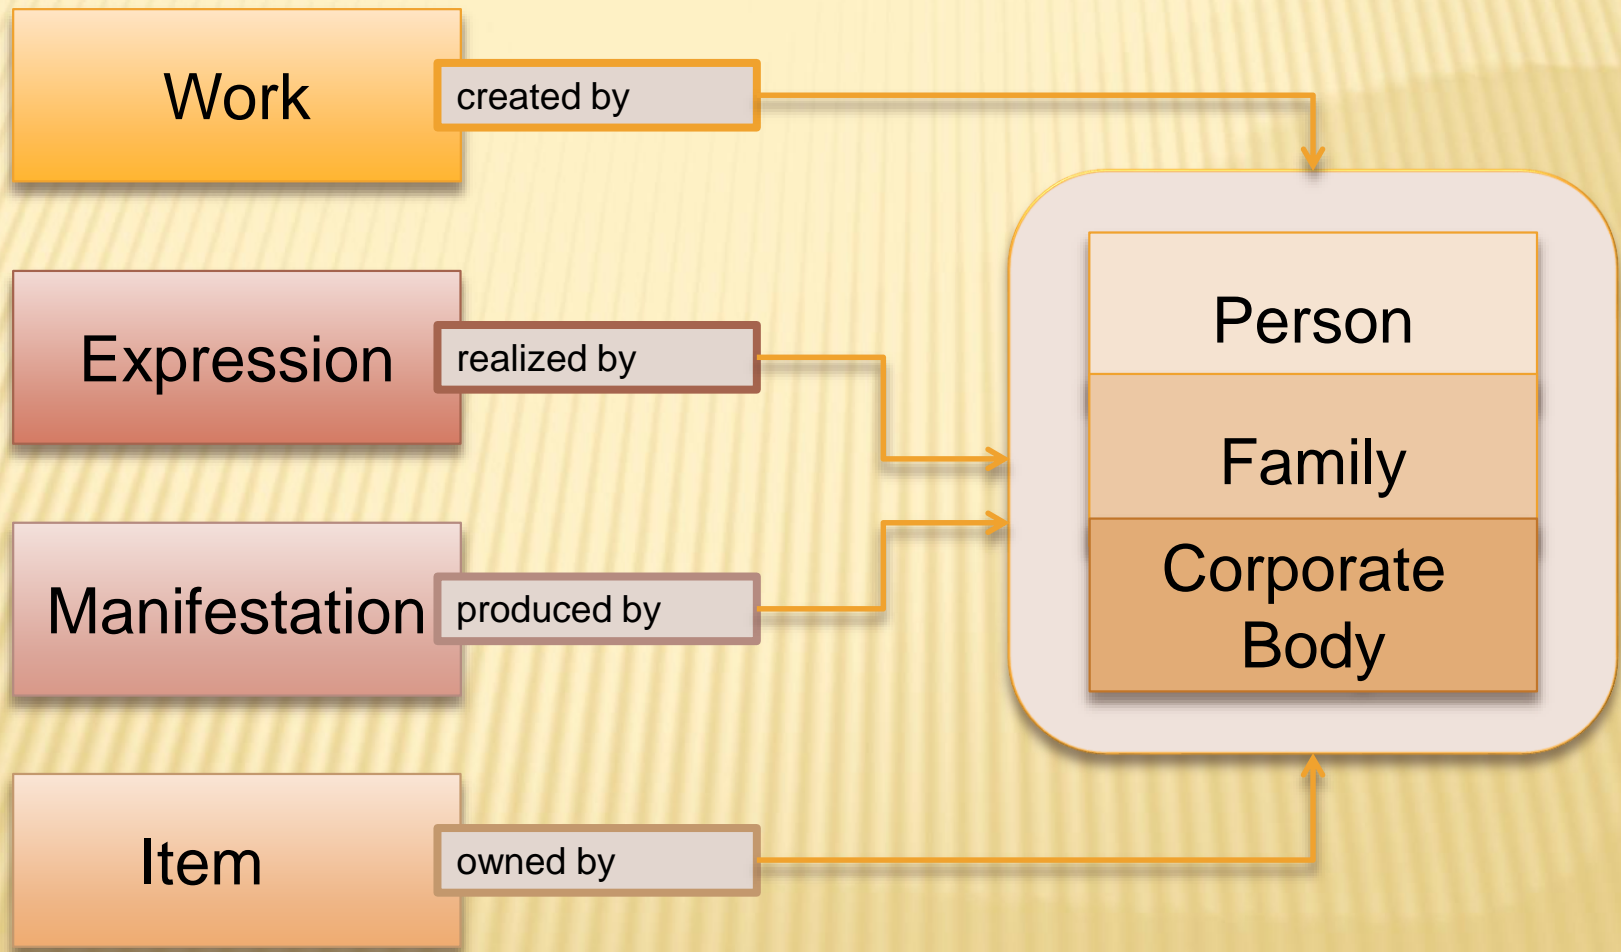 Work
created by
Expression
realized by
Manifestation
produced by
Item
owned by
Person
Family
Corporate
Body